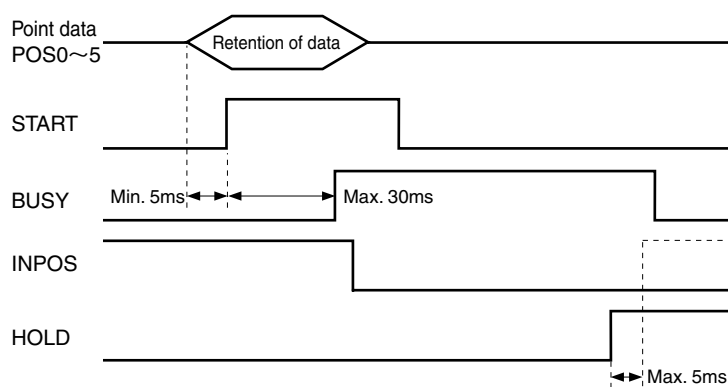 Point data
POS0～5
Retention of data
START
BUSY
Min. 5ms
Max. 30ms
INPOS
HOLD
Max. 5ms